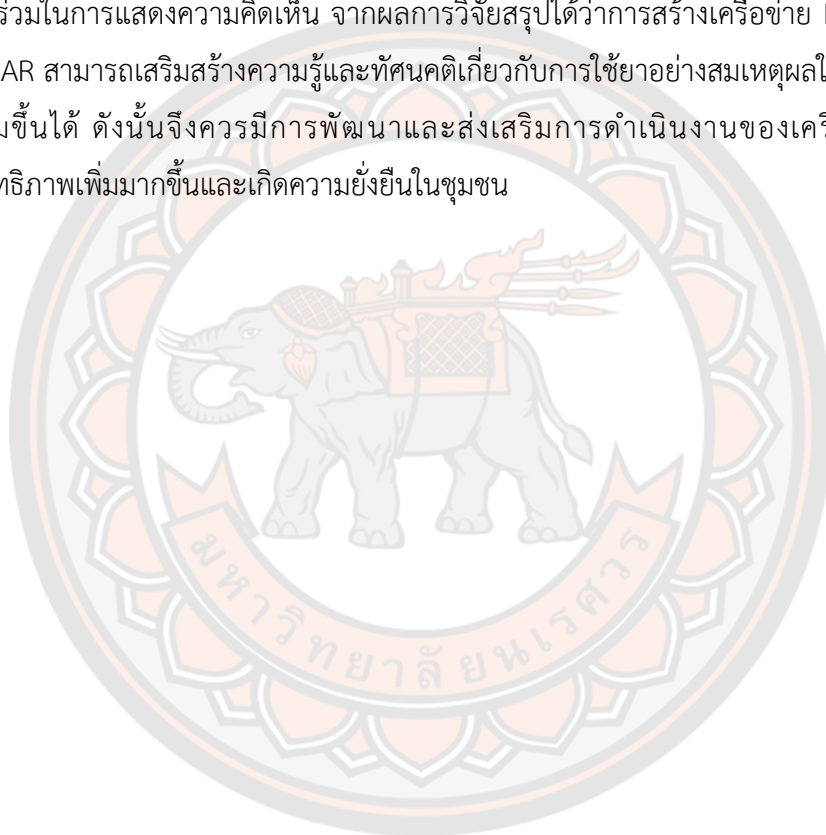 ร่วมในการแสดงความคิดเห็น จากผลการวิจัยสรุปได้ว่าการสร้างเครือข่าย
AR สามารถเสริมสร้างความรู้และทัศนคติเกี่ยวกับการใช้ยาอย่างสมเหตุผลใ
มขึ้นได้ ดังนั้นจึงควรมีการพัฒนาและส่งเสริมการดำเนินงานของเครื
ทธิภาพเพิ่มมากขึ้นและเกิดความยั่งยืนในชุมชน
มหาวิทยาลัยนเรศวร